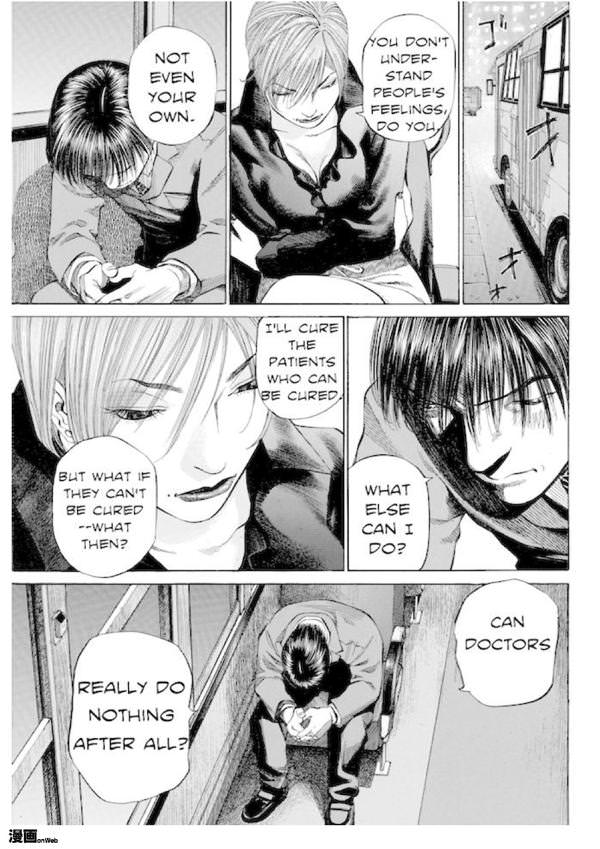 ゴ
ギ
ギ
YOU DON'T
UNDER-
STAND
PEOPLE'S
FEELINGS,
DO YOU.
NOT
EVEN
YOUR
OWN.
WHAT
ELSE
CAN I
DO?
I'LL CURE
THE
PATIENTS
WHO CAN
BE CURED.
BUT WHAT IF
THEY CAN'T
BE CURED
--WHAT
THEN?
CAN
DOCTORS
REALLY DO
NOTHING
AFTER ALL?
漫画onWeb